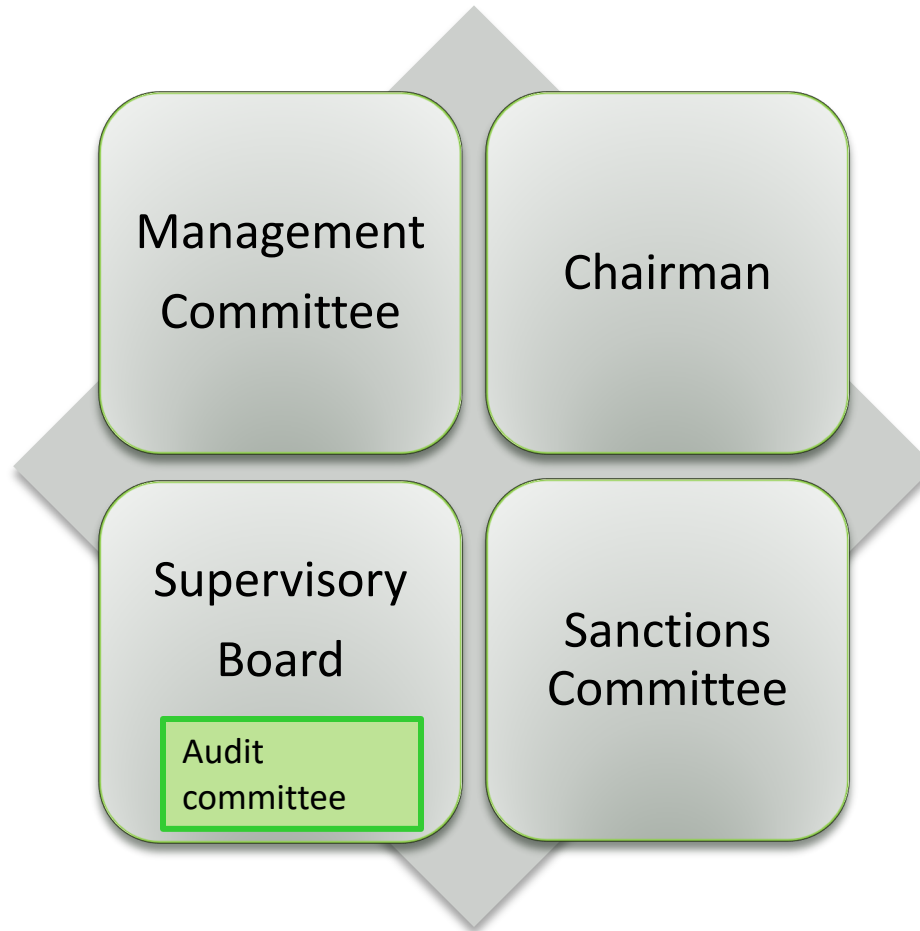 Management
Committee
Chairman
Supervisory
Board
Audit
committee
Sanctions
Committee